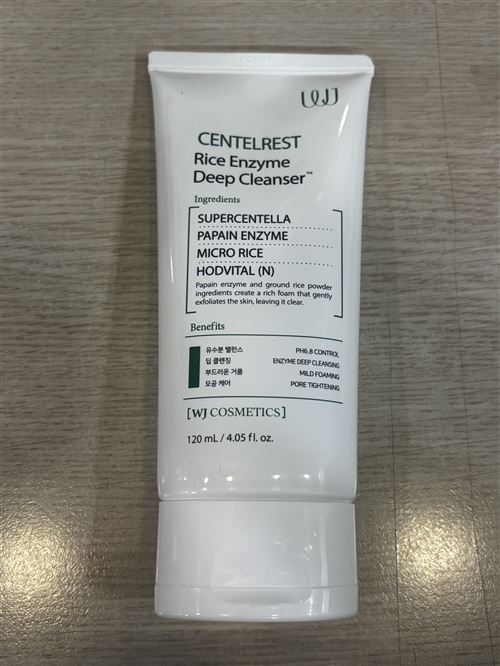 WJ
CENTELREST
Rice Enzyme
Deep Cleanser™
Ingredients
SUPERCENTELLA
PAPAIN ENZYME
MICRO RICE
HODVITAL (N)
Papain enzyme and ground rice powder
ingredients create a rich foam that gently
exfoliates the skin, leaving it clear.
Benefits
유수분 밸런스
딥 클렌징
부드러운 거품
모공 케어
PH6.8 CONTROL
ENZYME DEEP CLEANSING
MILD FOAMING
PORE TIGHTENING
[WJ COSMETICS]
120 mL / 4.05 fl. oz.